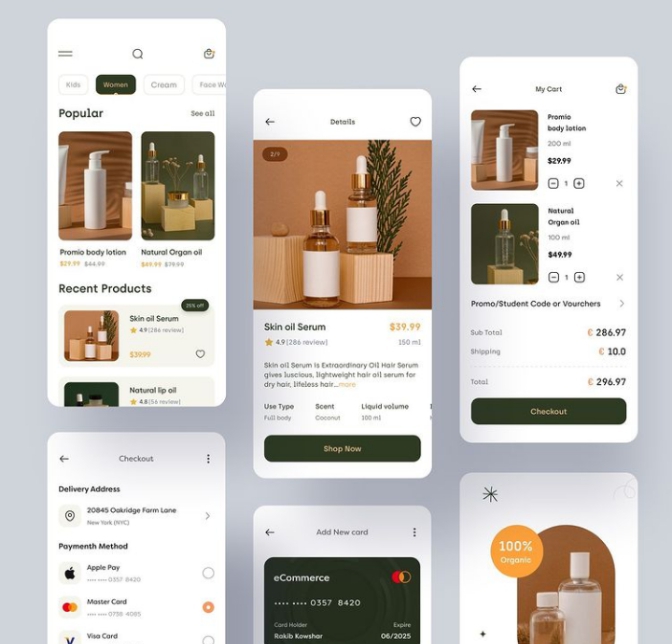 Kids
Women
Cream
Face W
Popular
See all
Promio body lotion
$29.99 $44.99
Natural Organ oil
$49.99 $79.99
Recent Products
35% off
Skin oil Serum
4.9 (286 review)
$39.99
Natural lip oil
4.8 (56 review)
Details
2/9
Skin oil Serum
$39.99
4.9 (286 review)
150 ml
Skin oil Serum is Extraordinary Oil Hair Serum
gives luscious, lightweight hair oil serum for
dry hair, lifeless hair...more
Use Type
Scent
Liquid volume
Full body
Coconut
100 ml
Shop Now
My Cart
Promio
body lotion
200 ml
$29.99
1
Natural
Organ oil
100 ml
$49.99
1
Promo/Student Code or Vourchers
Sub Total
€ 286.97
Shipping
€ 10.0
Total
€ 296.97
Checkout
Checkout
Delivery Address
20845 Oakridge Farm Lane
New York (NYC)
Paymenth Method
Apple Pay
•••• •••• 0357 8420
Master Card
•••• •••• 0758 4085
Visa Card
Add New card
eCommerce
•••• •••• 0357 8420
Card Holder
Expire
Rakib Kowshar
06/2025
100%
Organic